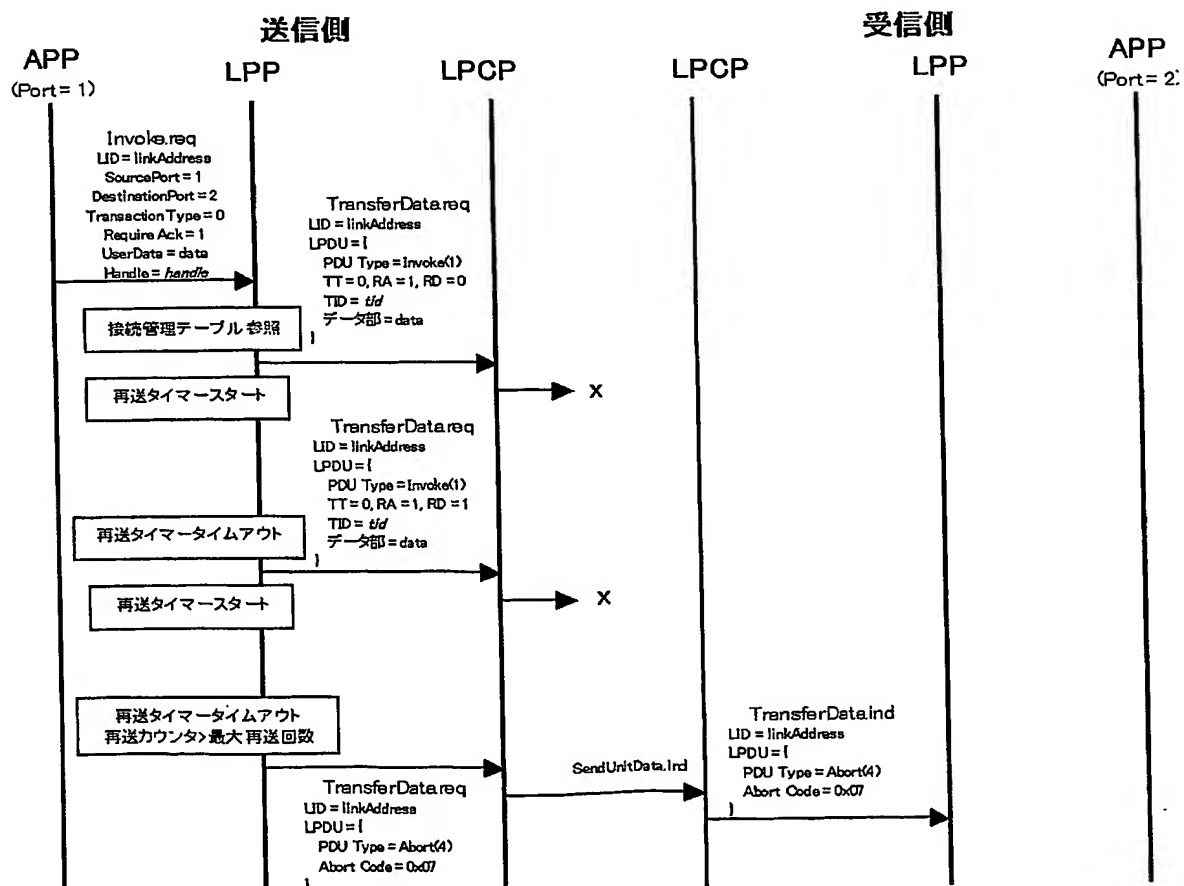 送信側
受信側
APP
(Port= 1)
LPP
LPCP
LPCP
LPP
APP
(Port= 2)
Invoke.req
LID = linkAddress
SourcePort = 1
DestinationPort = 2
Transaction Type = 0
Require Ack = 1
UserData = data
Handle = handle
TransferData.req
LID = linkAddress
LPDU = {
PDU Type = Invoke(1)
TT = 0, RA = 1, RD = 0
TID = tid
データ部 = data
}
接続管理テーブル 参照
再送タイマースタート
x
TransferData.req
LID = linkAddress
LPDU = {
PDU Type = Invoke(1)
TT = 0, RA = 1, RD = 1
TID = tid
データ部 = data
}
再送タイマータイムアウト
再送タイマースタート
x
再送タイマータイムアウト
再送カウンタ>最大再送回数
TransferData.req
LID = linkAddress
LPDU = {
PDU Type = Abort(4)
Abort Code = 0x07
}
SendUnitData.Ind
TransferData.ind
LID = linkAddress
LPDU = {
PDU Type = Abort(4)
Abort Code = 0x07
}